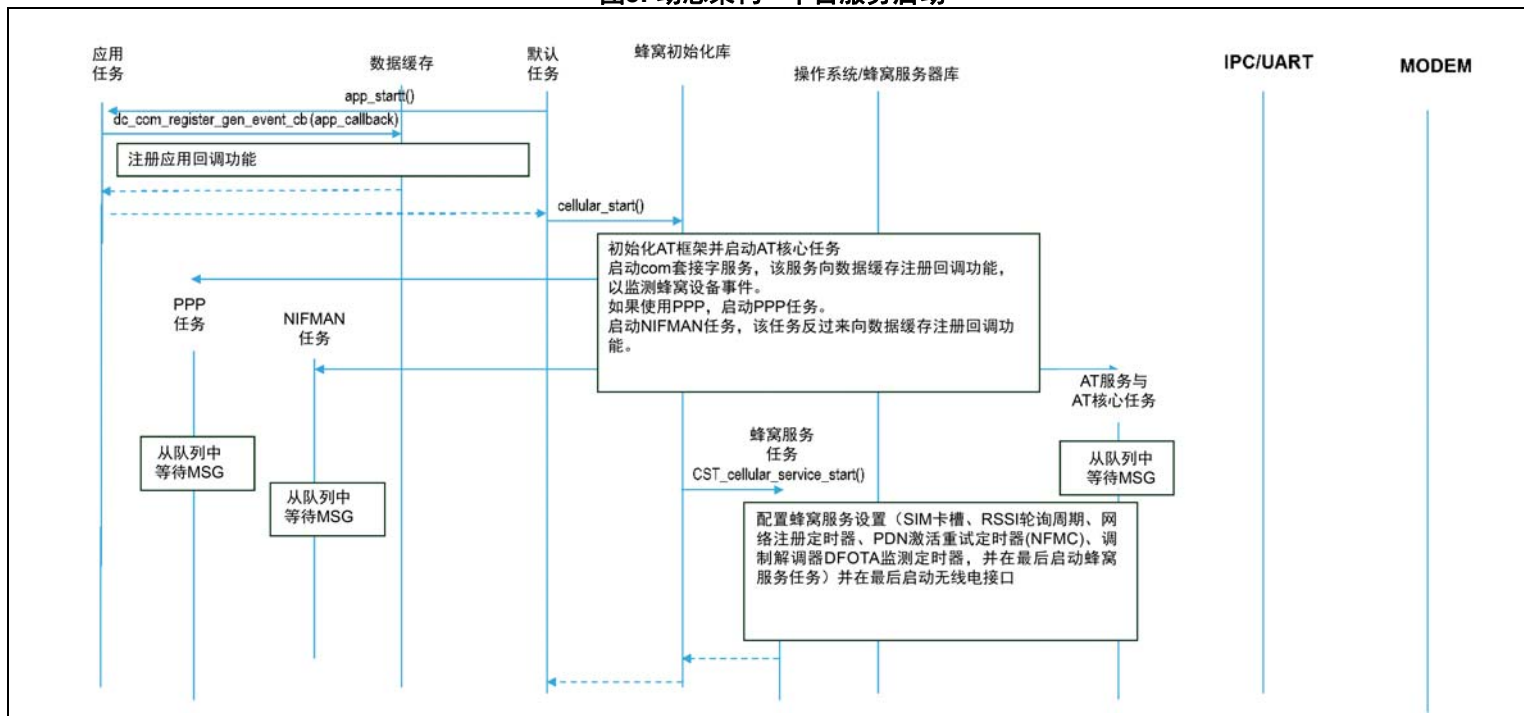 应用
任务
数据缓存
默认
任务
蜂窝初始化库
操作系统/蜂窝服务器库
IPC/UART
MODEM
app_startt()
dc_com_register_gen_event_cb(app_callback)
注册应用回调功能
cellular_start()
初始化AT框架并启动AT核心任务
启动com套接字服务，该服务向数据缓存注册回调功能，
以监测蜂窝设备事件。
如果使用PPP，启动PPP任务。
启动NIFMAN任务，该任务反过来向数据缓存注册回调功
能。
PPP
任务
NIFMAN
任务
AT服务与
AT核心任务
从队列中
等待MSG
从队列中
等待MSG
蜂窝服务
任务
CST_cellular_service_start()
从队列中
等待MSG
配置蜂窝服务设置（SIM卡槽、RSSI轮询周期、网
络注册定时器、PDN激活重试定时器(NFMC)、调
制解调器DFOTA监测定时器，并在最后启动蜂窝
服务任务）并在最后启动无线电接口